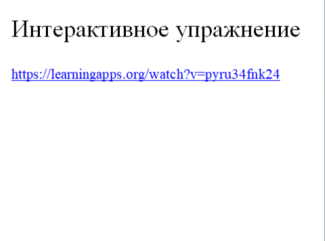 Интерактивное упражнение
https://learningapps.org/watch?v=pyru34fnk24